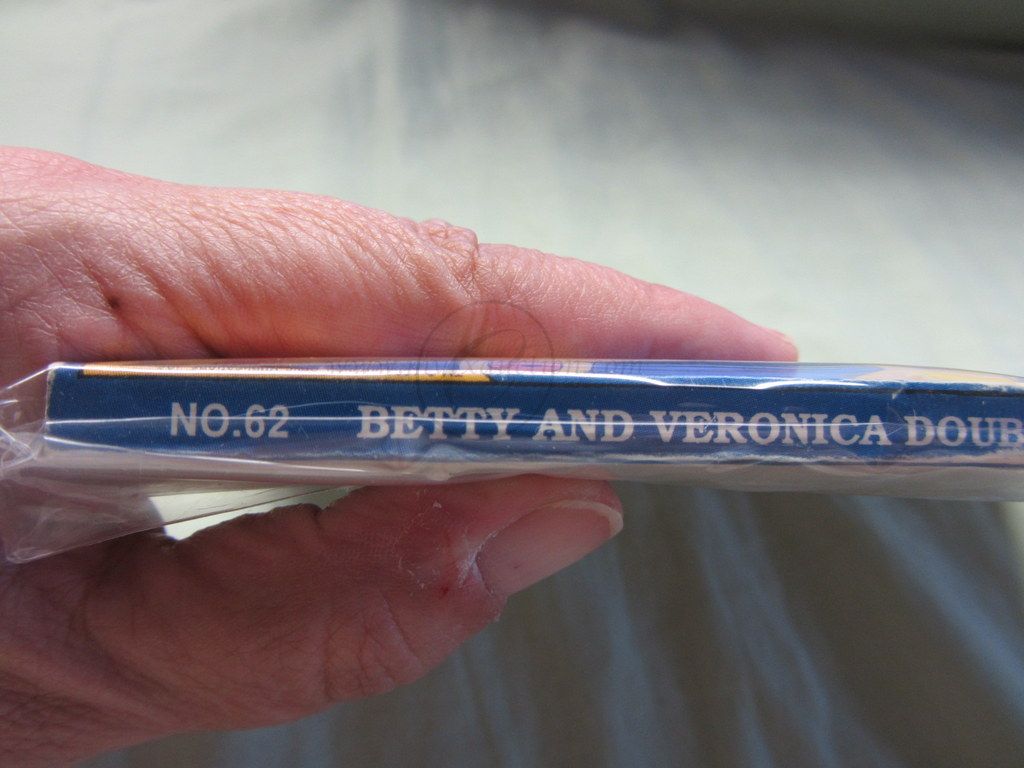 NO.62 BETTY AND VERONICA DOUB